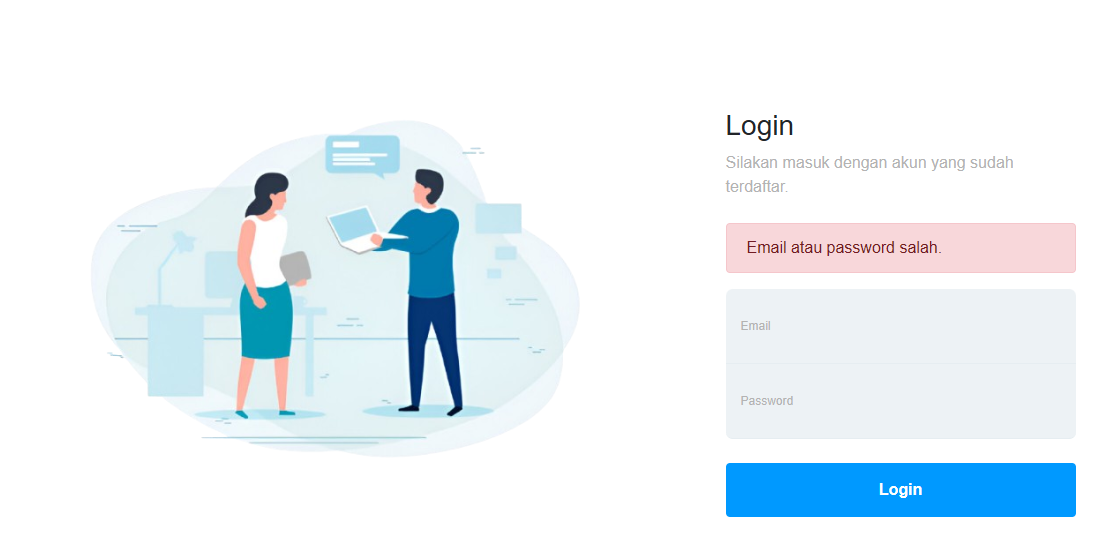 Login
Silakan masuk dengan akun yang sudah
terdaftar.
Email atau password salah.
Email
Password
Login